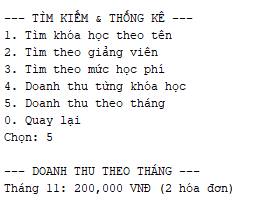 --- TÌM KIẾM & THỐNG KÊ ---
1. Tìm khóa học theo tên
2. Tìm theo giảng viên
3. Tìm theo mức học phí
4. Doanh thu từng khóa học
5. Doanh thu theo tháng
0. Quay lại
Chọn: 5

--- DOANH THU THEO THÁNG ---
Tháng 11: 200,000 VNĐ (2 hóa đơn)